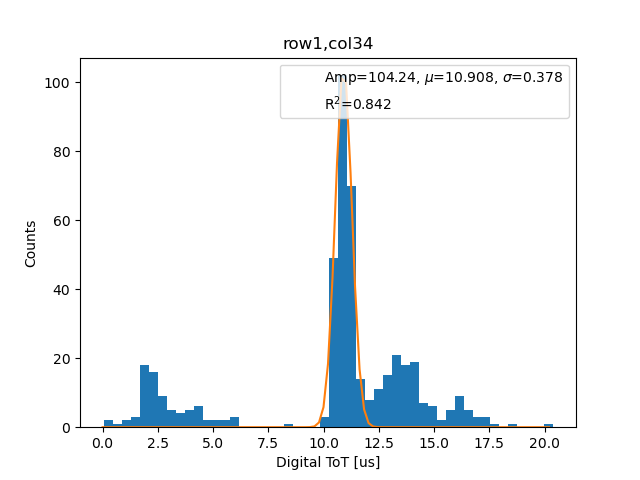 row1,col34
Amp=104.24, μ=10.908, σ=0.378
R²=0.842
100
80
60
40
20
0
Counts
0.0 2.5 5.0 7.5 10.0 12.5 15.0 17.5 20.0
Digital ToT [us]